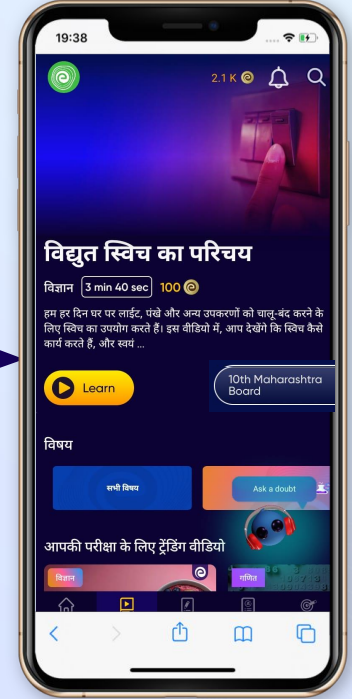 19:38
2.1 K
विद्युत स्विच का परिचय
विज्ञान 3 min 40 sec 100
हम हर दिन घर पर लाईट, पंखे और अन्य उपकरणों को चालू-बंद करने के
लिए स्विच का उपयोग करते हैं। इस वीडियो में, आप देखेंगे कि स्विच कैसे
कार्य करते हैं, और स्वयं ...
Learn
10th Maharashtra
Board
विषय
सभी विषय
Ask a doubt
आपकी परीक्षा के लिए ट्रेंडिंग वीडियो
विज्ञान
गणित